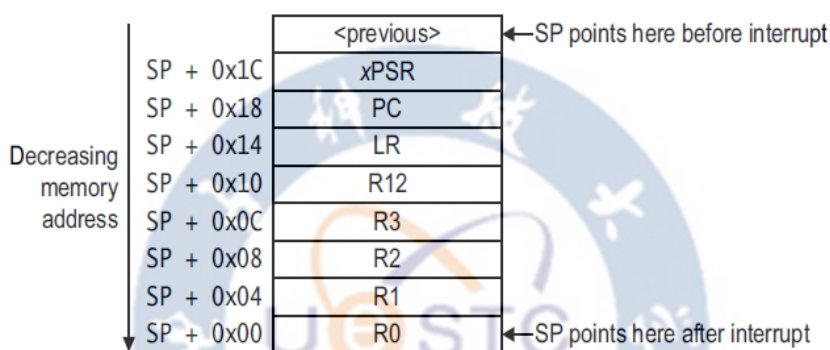 <previous> SP points here before interrupt
SP + 0x1C xPSR
SP + 0x18 PC
SP + 0x14 LR
Decreasing memory address
SP + 0x10 R12
SP + 0x0C R3
SP + 0x08 R2
SP + 0x04 R1
SP + 0x00 R0 SP points here after interrupt
UESTC